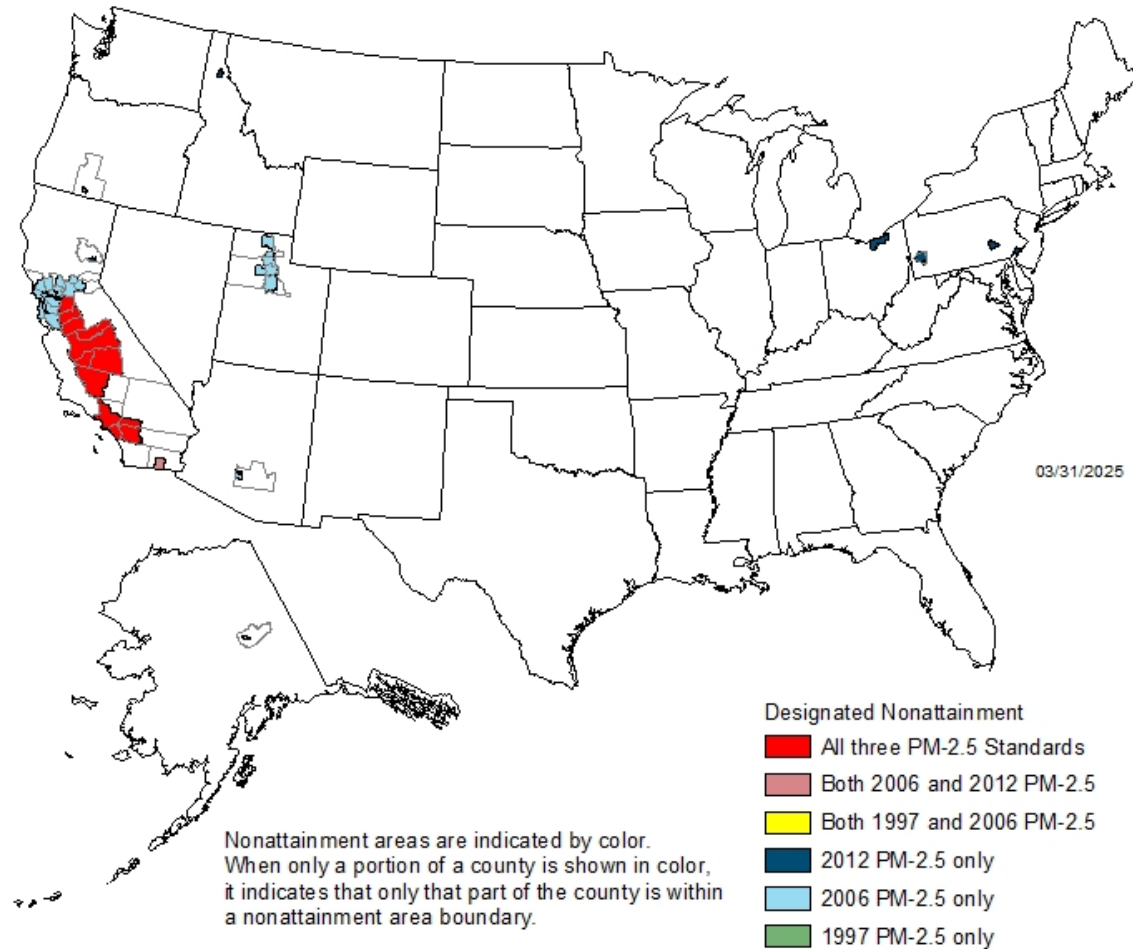 03/31/2025
Designated Nonattainment
All three PM-2.5 Standards
Both 2006 and 2012 PM-2.5
Both 1997 and 2006 PM-2.5
2012 PM-2.5 only
2006 PM-2.5 only
1997 PM-2.5 only
Nonattainment areas are indicated by color.
When only a portion of a county is shown in color,
it indicates that only that part of the county is within
a nonattainment area boundary.